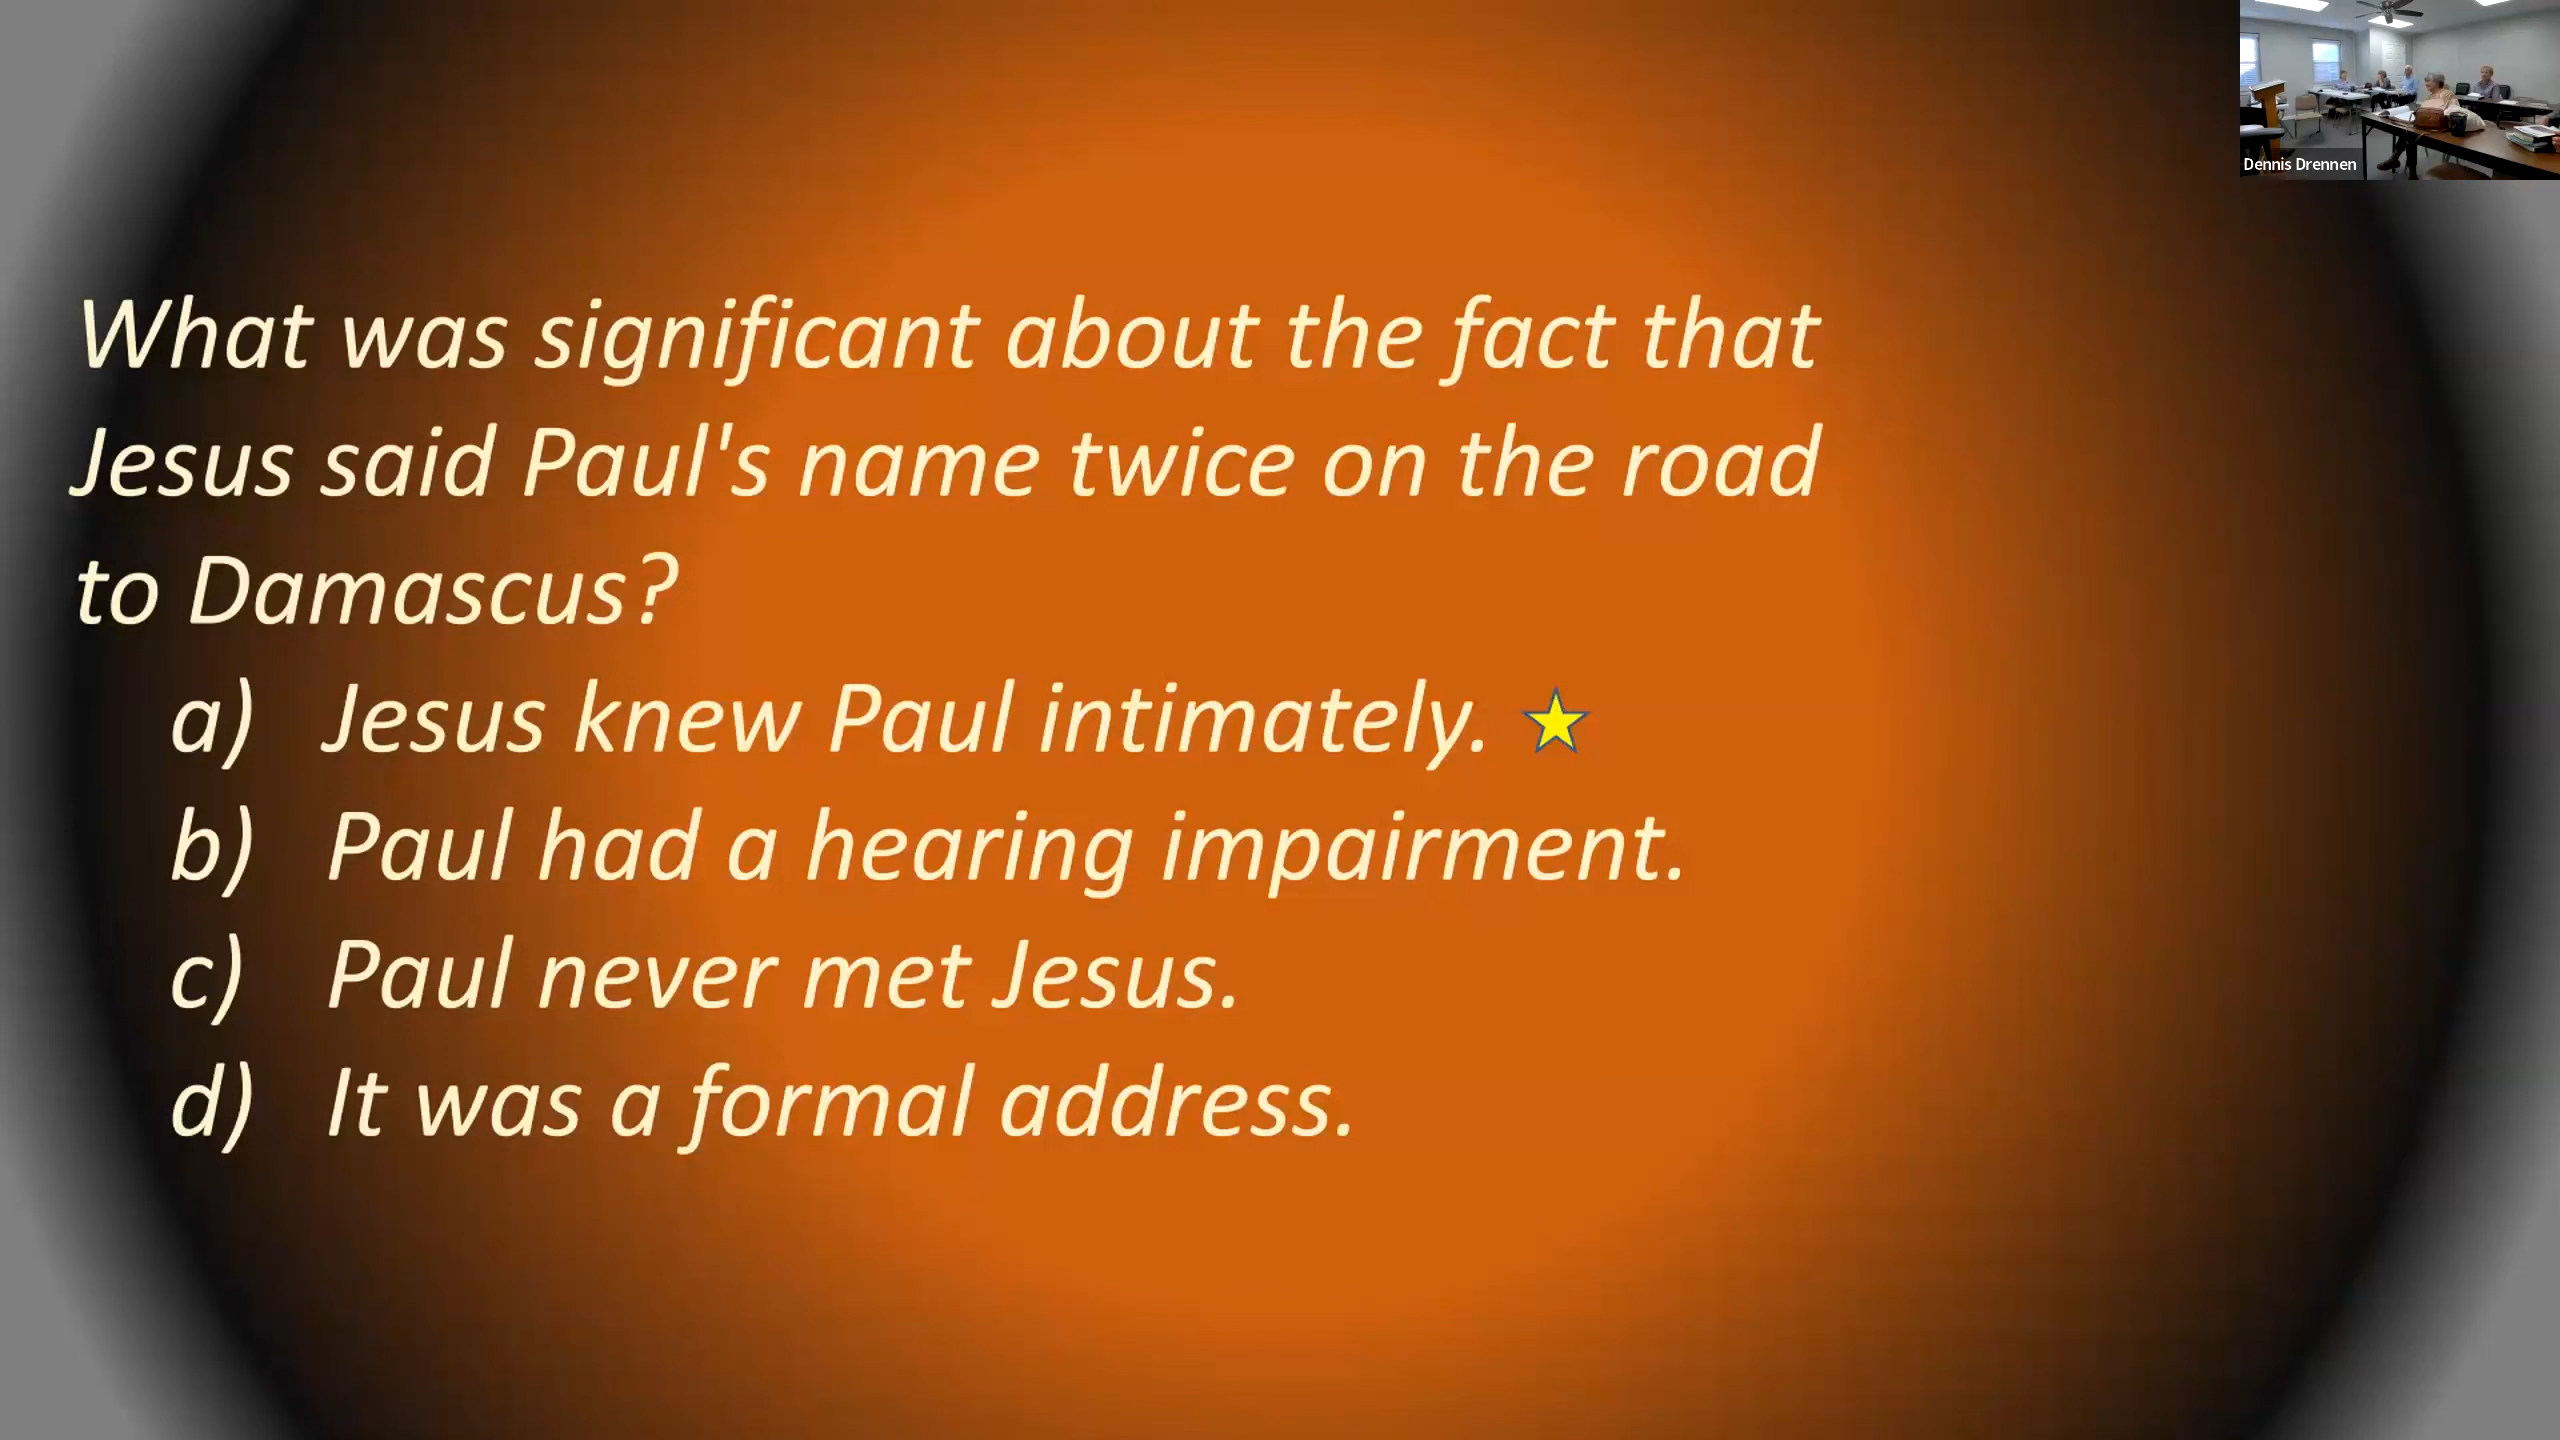 What was significant about the fact that
Jesus said Paul's name twice on the road
to Damascus?
a) Jesus knew Paul intimately.
b) Paul had a hearing impairment.
c) Paul never met Jesus.
d) It was a formal address.
Dennis Drennen